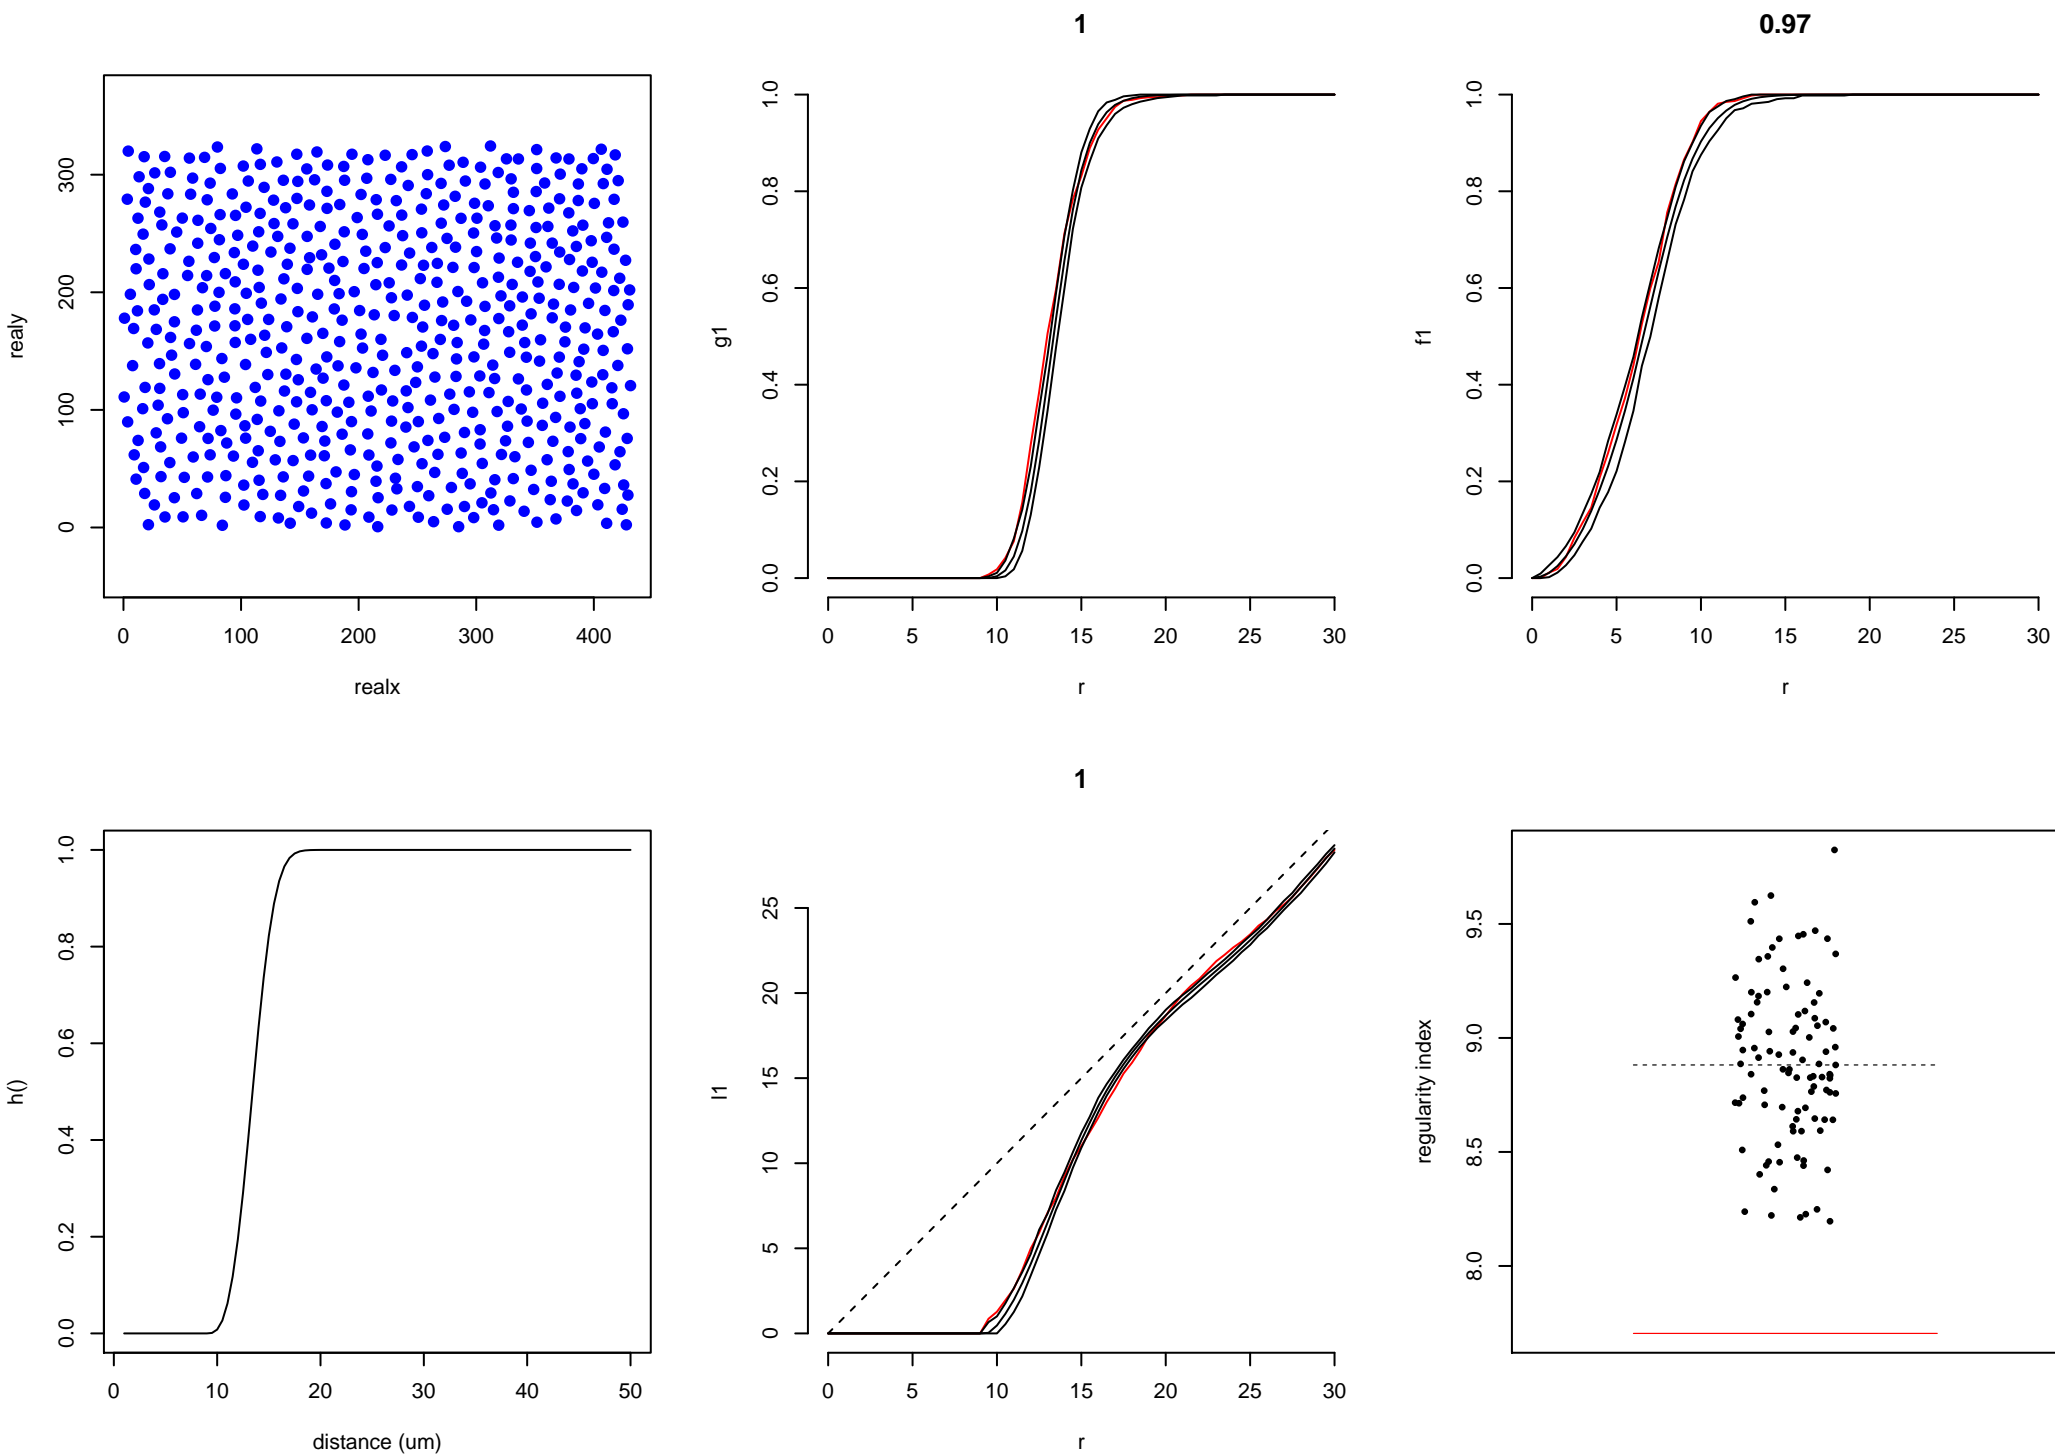 1
0.97
realy
0 100 200 300
0 100 200 300 400
realx
g1
0.0 0.2 0.4 0.6 0.8 1.0
0 5 10 15 20 25 30
r
f1
0.0 0.2 0.4 0.6 0.8 1.0
0 5 10 15 20 25 30
r
1
h()
0.0 0.2 0.4 0.6 0.8 1.0
0 10 20 30 40 50
distance (um)
l1
0 5 10 15 20 25
0 5 10 15 20 25 30
r
regularity index
8.0 8.5 9.0 9.5